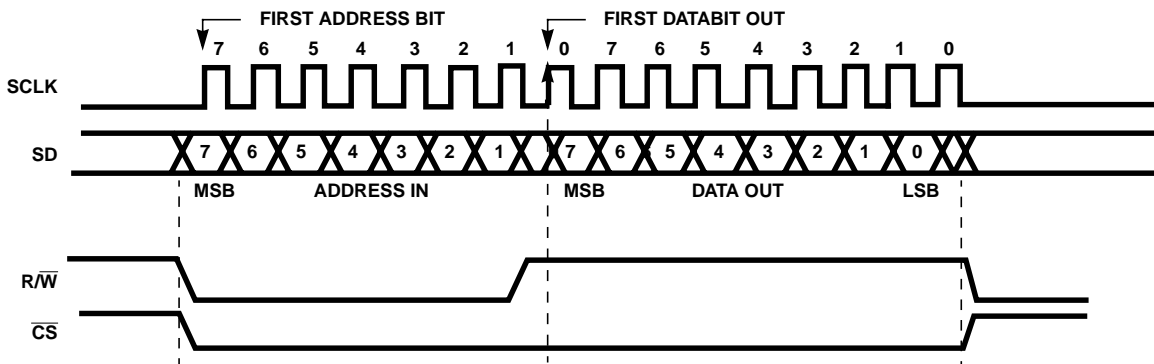 FIRST ADDRESS BIT FIRST DATABIT OUT
7 6 5 4 3 2 1 0 7 6 5 4 3 2 1 0
SCLK
SD 7 6 5 4 3 2 1 7 6 5 4 3 2 1 0
MSB ADDRESS IN MSB DATA OUT LSB
R/W̅
C̅S̅